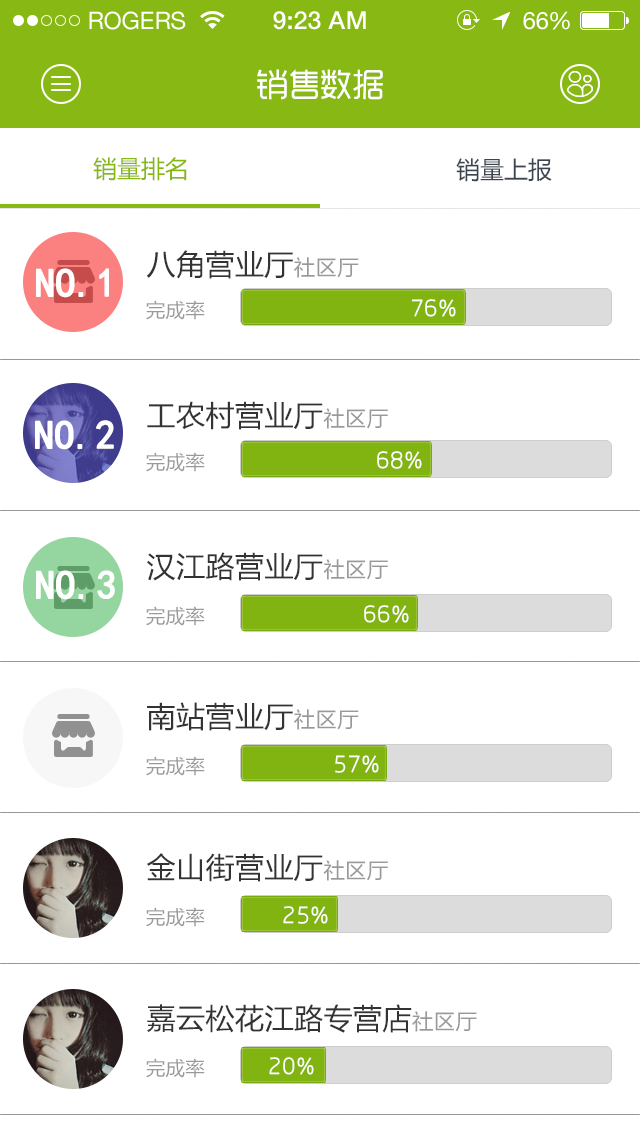 ROGERS 9:23 AM 66%
销售数据
销量排名 销量上报
NO.1 八角营业厅社区厅
完成率 76%
NO.2 工农村营业厅社区厅
完成率 68%
NO.3 汉江路营业厅社区厅
完成率 66%
南站营业厅社区厅
完成率 57%
金山街营业厅社区厅
完成率 25%
嘉云松花江路专营店社区厅
完成率 20%